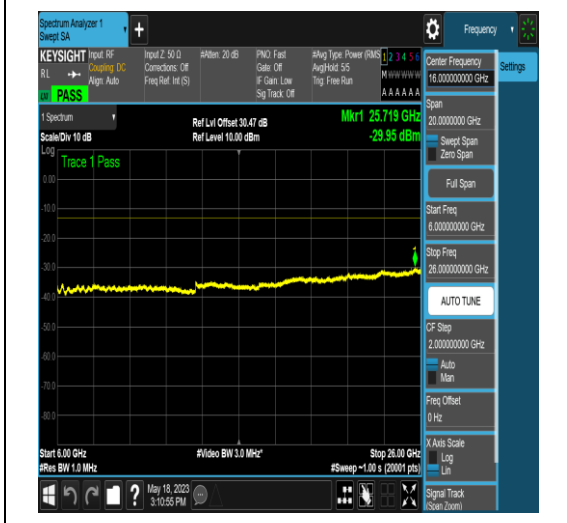 Spectrum Analyzer 1
Swept SA
+
Frequency
KEYSIGHT
RL
PASS
Input: RF
Coupling: DC
Align: Auto
Input Z: 50 Ω
Corrections: Off
Freq Ref: Int (S)
#Atten: 20 dB
PNO: Fast
Gate: Off
IF Gain: Low
Sig Track: Off
#Avg Type: Power (RMS
Avg|Hold: 5/5
Trig: Free Run
1 2 3 4 5 6
M W W W W W
A A A A A A
1 Spectrum
Scale/Div 10 dB
Ref Lvl Offset 30.47 dB
Ref Level 10.00 dBm
Mkr1 25.719 GHz
-29.95 dBm
Log
Trace 1 Pass
0.00
-10.0
-20.0
-30.0
-40.0
-50.0
-60.0
-70.0
-80.0
1
Start 6.00 GHz
#Res BW 1.0 MHz
#Video BW 3.0 MHz*
Stop 26.00 GHz
#Sweep ~1.00 s (20001 pts)
?
May 18, 2023
3:10:55 PM
Center Frequency
16.000000000 GHz
Settings
Span
20.0000000 GHz
Swept Span
Zero Span
Full Span
Start Freq
6.000000000 GHz
Stop Freq
26.000000000 GHz
AUTO TUNE
CF Step
2.000000000 GHz
Auto
Man
Freq Offset
0 Hz
X Axis Scale
Log
Lin
Signal Track
(Span Zoom)